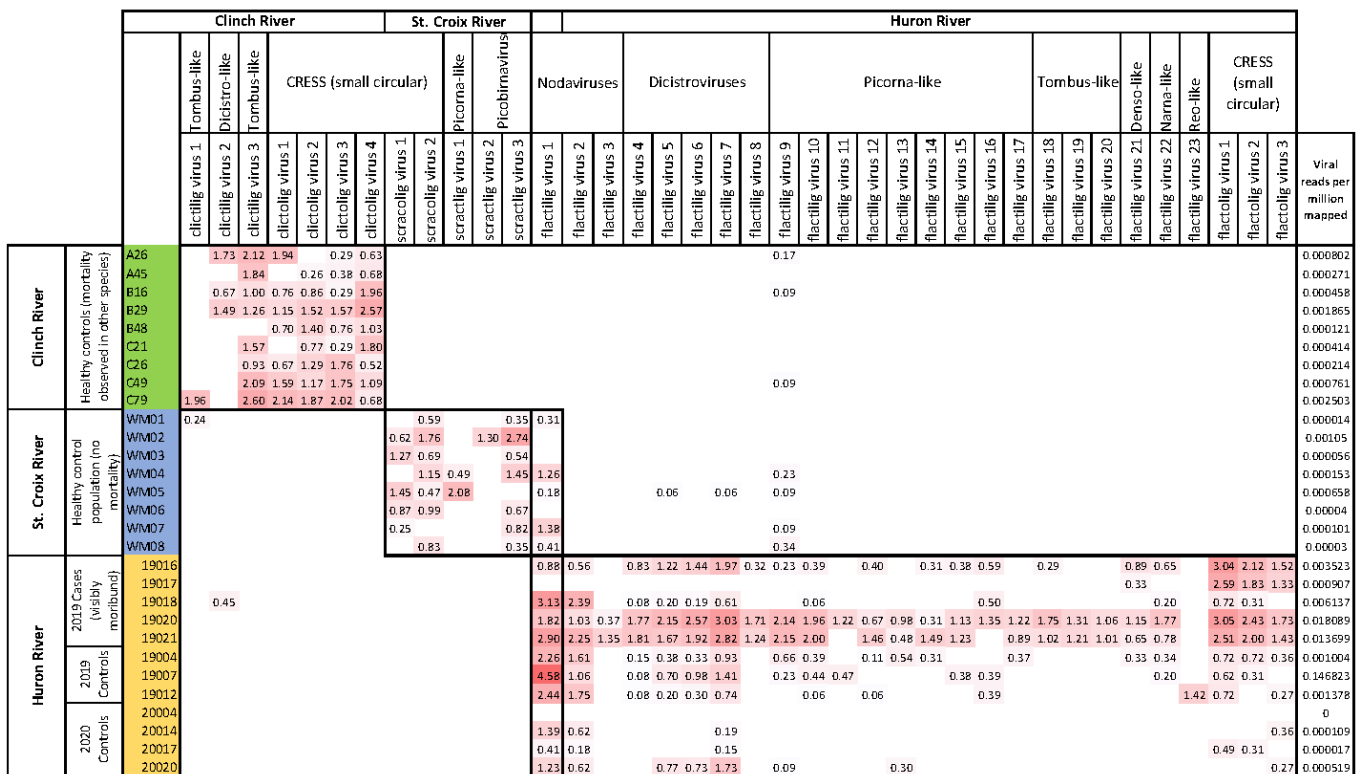 Clinch River St. Croix River Huron River
Tombus-like Dicistro-like Tombus-like CRESS (small circular) Picorna-like Picobirnaviruses Nodaviruses Dicistroviruses Picorna-like Tombus-like Denso-like Narna-like Reo-like CRESS (small circular)
clictilig virus 1 clictilig virus 2 clictilig virus 3 clictolig virus 1 clictolig virus 2 clictolig virus 3 clictolig virus 4 scracolig virus 1 scracolig virus 2 scractilig virus 1 scractilig virus 2 scractilig virus 3 flactilig virus 1 flactilig virus 2 flactilig virus 3 flactilig virus 4 flactilig virus 5 flactilig virus 6 flactilig virus 7 flactilig virus 8 flactilig virus 9 flactilig virus 10 flactilig virus 11 flactilig virus 12 flactilig virus 13 flactilig virus 14 flactilig virus 15 flactilig virus 16 flactilig virus 17 flactilig virus 18 flactilig virus 19 flactilig virus 20 flactilig virus 21 flactilig virus 22 flactilig virus 23 flactolig virus 1 flactolig virus 2 flactolig virus 3 Viral reads per million mapped
Clinch River
Healthy controls (mortality observed in other species)
A26 1.73 2.12 1.94 0.29 0.63 0.17 0.000802
A45 1.84 0.26 0.38 0.68 0.000271
B16 0.67 1.00 0.76 0.86 0.29 1.96 0.09 0.000458
B29 1.49 1.26 1.15 1.52 1.57 2.57 0.001865
B48 0.70 1.40 0.76 1.03 0.000121
C21 1.57 0.77 0.29 1.80 0.000414
C26 0.93 0.67 1.29 1.76 0.52 0.000214
C49 2.09 1.59 1.17 1.75 1.09 0.09 0.000761
C79 1.96 2.60 2.14 1.87 2.02 0.68 0.002503
St. Croix River
Healthy control population (no mortality)
WM01 0.24 0.59 0.35 0.31 0.000014
WM02 0.62 1.76 1.30 2.74 0.00105
WM03 1.27 0.69 0.54 0.000056
WM04 1.15 0.49 1.45 1.26 0.23 0.000153
WM05 1.45 0.47 2.08 0.18 0.06 0.06 0.09 0.000658
WM06 0.87 0.99 0.67 0.00004
WM07 0.25 0.82 1.38 0.09 0.000101
WM08 0.83 0.35 0.41 0.34 0.00003
Huron River
2019 Cases (visibly moribund)
19016 0.88 0.56 0.83 1.22 1.44 1.97 0.32 0.23 0.39 0.40 0.31 0.38 0.59 0.29 0.89 0.65 3.04 2.12 1.52 0.003523
19017 0.33 2.59 1.83 1.33 0.000907
19018 0.45 3.13 2.39 0.08 0.20 0.19 0.61 0.06 0.50 0.20 0.72 0.31 0.006137
19020 1.82 1.03 0.37 1.77 2.15 2.57 3.03 1.71 2.14 1.96 1.22 0.67 0.98 0.31 1.13 1.35 1.22 1.75 1.31 1.06 1.15 1.77 3.05 2.43 1.73 0.018089
19021 2.90 2.25 1.35 1.81 1.67 1.92 2.82 1.24 2.15 2.00 1.46 0.48 1.49 1.23 0.89 1.02 1.21 1.01 0.65 0.78 2.51 2.00 1.43 0.013699
2019 Controls
19004 2.26 1.61 0.15 0.38 0.33 0.93 0.66 0.39 0.11 0.54 0.31 0.37 0.33 0.34 0.72 0.72 0.36 0.001004
19007 4.58 1.06 0.08 0.70 0.98 1.41 0.23 0.44 0.47 0.38 0.39 0.20 0.62 0.31 0.146823
19012 2.44 1.75 0.08 0.20 0.30 0.74 0.06 0.06 0.39 1.42 0.72 0.27 0.001378
2020 Controls
20004 0
20014 1.39 0.62 0.19 0.36 0.000109
20017 0.41 0.18 0.15 0.49 0.31 0.000017
20020 1.23 0.62 0.77 0.73 1.73 0.09 0.30 0.27 0.000519